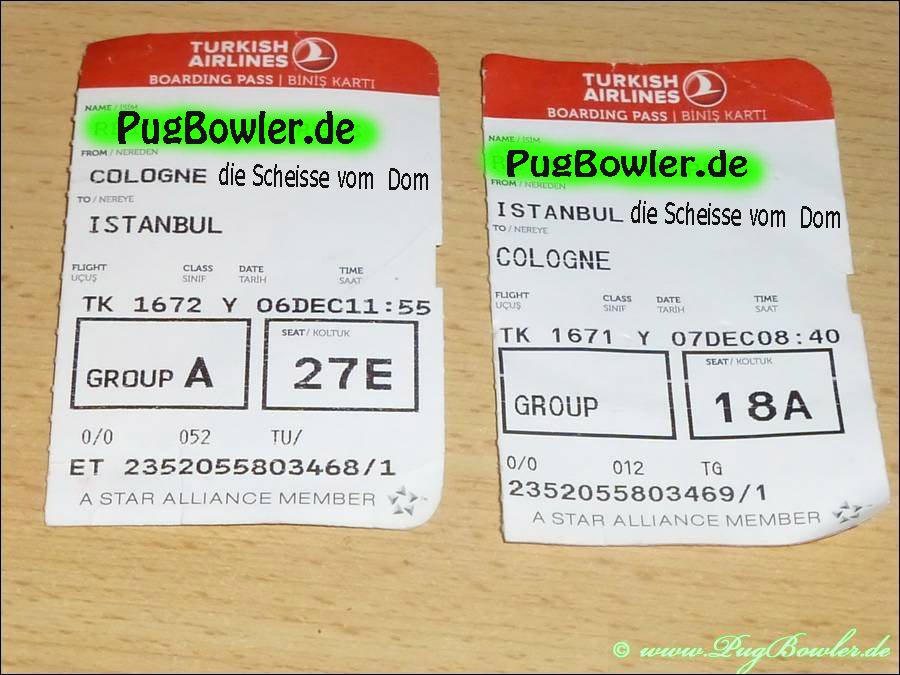 TURKISH
AIRLINES
BOARDING PASS | BİNİŞ KARTI
NAME / İSİM
PugBowler.de
FROM / NEREDEN
COLOGNE die Scheisse vom Dom
TO / NEREYE
ISTANBUL
FLIGHT CLASS DATE TIME
UÇUŞ SINIF TARİH SAAT
TK 1672 Y 06DEC11:55
SEAT / KOLTUK
GROUP A 27E
0/0 052 TU/
ET 2352055803468/1
A STAR ALLIANCE MEMBER
TURKISH
AIRLINES
BOARDING PASS | BİNİŞ KARTI
NAME / İSİM
PugBowler.de
FROM / NEREDEN
ISTANBUL die Scheisse vom Dom
TO / NEREYE
COLOGNE
FLIGHT CLASS DATE TIME
UÇUŞ SINIF TARİH SAAT
TK 1671 Y 07DEC08:40
SEAT / KOLTUK
GROUP 18A
0/0 012 TG
2352055803469/1
A STAR ALLIANCE MEMBER
© www.PugBowler.de